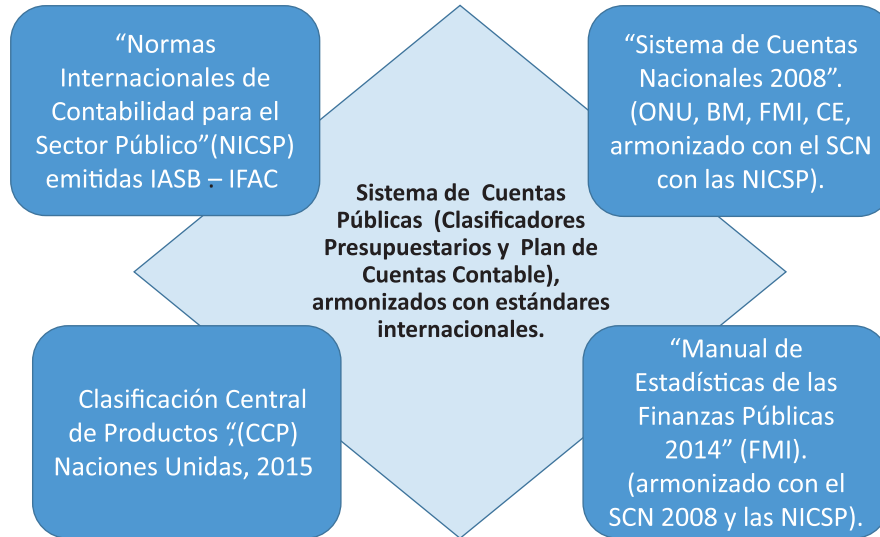 “Normas
Internacionales de
Contabilidad para el
Sector Público”(NICSP)
emitidas IASB – IFAC
.
“Sistema de Cuentas
Nacionales 2008”.
(ONU, BM, FMI, CE,
armonizado con el SCN
con las NICSP).
Sistema de Cuentas
Públicas (Clasificadores
Presupuestarios y Plan de
Cuentas Contable),
armonizados con estándares
internacionales.
Clasificación Central
de Productos “,(CCP)
Naciones Unidas, 2015
“Manual de
Estadísticas de las
Finanzas Públicas
2014” (FMI).
(armonizado con el
SCN 2008 y las NICSP).